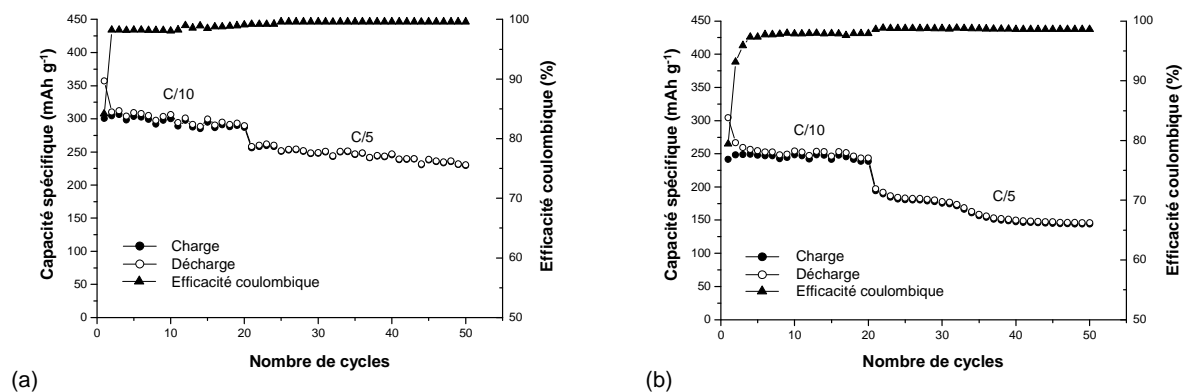 450
400
350
300
250
200
150
100
50
0
Capacité spécifique (mAh g-1)
C/10
C/5
Charge
Décharge
Efficacité coulombique
100
90
80
70
60
50
Efficacité coulombique (%)
0 10 20 30 40 50
Nombre de cycles
(a)
450
400
350
300
250
200
150
100
50
0
Capacité spécifique (mAh g-1)
C/10
C/5
Charge
Décharge
Efficacité coulombique
100
90
80
70
60
50
Efficacité coulombique (%)
0 10 20 30 40 50
Nombre de cycles
(b)